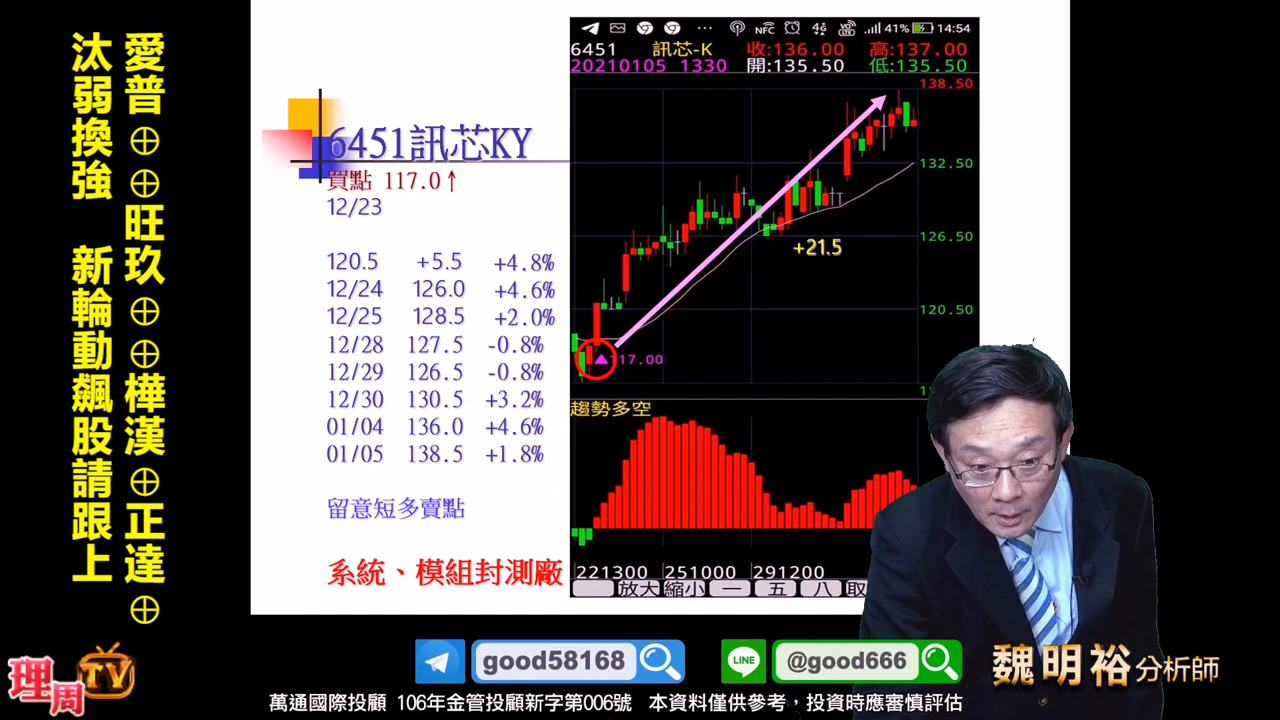 愛普⊕⊕旺玖⊕⊕樺漢⊕正達⊕
汰弱換強 新輪動飆股請跟上
6451訊芯KY
買點 117.0↑
12/23
120.5 +5.5 +4.8%
12/24 126.0 +4.6%
12/25 128.5 +2.0%
12/28 127.5 -0.8%
12/29 126.5 -0.8%
12/30 130.5 +3.2%
01/04 136.0 +4.6%
01/05 138.5 +1.8%
留意短多賣點
系統、模組封測廠
... NFC 4G 41% 14:54
6451 訊芯-K 收:136.00 高:137.00
20210105 1330 開:135.50 低:135.50
138.50
132.50
126.50
+21.5
120.50
117.00
趨勢多空
221300 251000 291200
放大 縮小 一 五 八 取
理周TV
good58168
LINE @good666
魏明裕分析師
萬通國際投顧 106年金管投顧新字第006號 本資料僅供參考，投資時應審慎評估